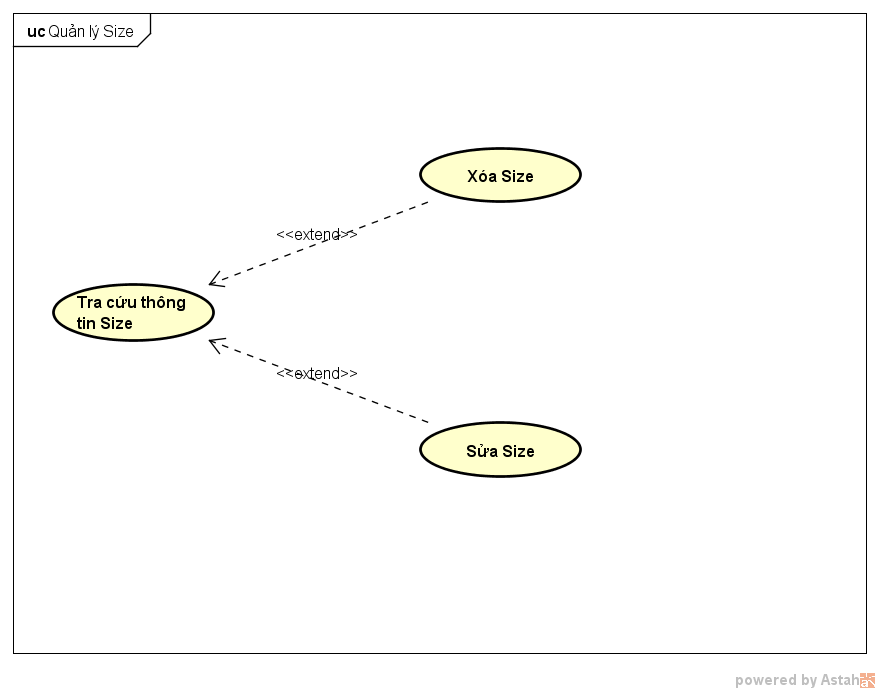 uc Quản lý Size
Xóa Size
<<extend>>
Tra cứu thông
tin Size
<<extend>>
Sửa Size
powered by Astah